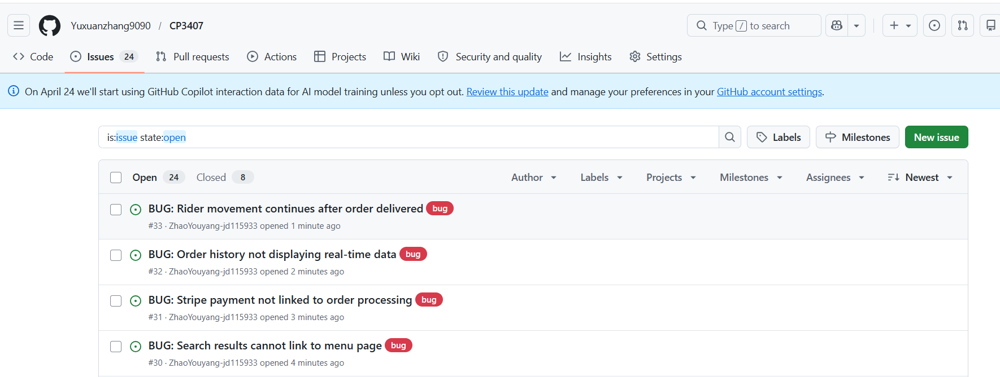 Yuxuanzhang9090 / CP3407
Type / to search
Code
Issues 24
Pull requests
Actions
Projects
Wiki
Security and quality
Insights
Settings
On April 24 we'll start using GitHub Copilot interaction data for AI model training unless you opt out. Review this update and manage your preferences in your GitHub account settings.
is:issue state:open
Labels
Milestones
New issue
Open 24
Closed 8
Author
Labels
Projects
Milestones
Assignees
Newest
BUG: Rider movement continues after order delivered bug
#33 · ZhaoYouyang-jd115933 opened 1 minute ago
BUG: Order history not displaying real-time data bug
#32 · ZhaoYouyang-jd115933 opened 2 minutes ago
BUG: Stripe payment not linked to order processing bug
#31 · ZhaoYouyang-jd115933 opened 3 minutes ago
BUG: Search results cannot link to menu page bug
#30 · ZhaoYouyang-jd115933 opened 4 minutes ago